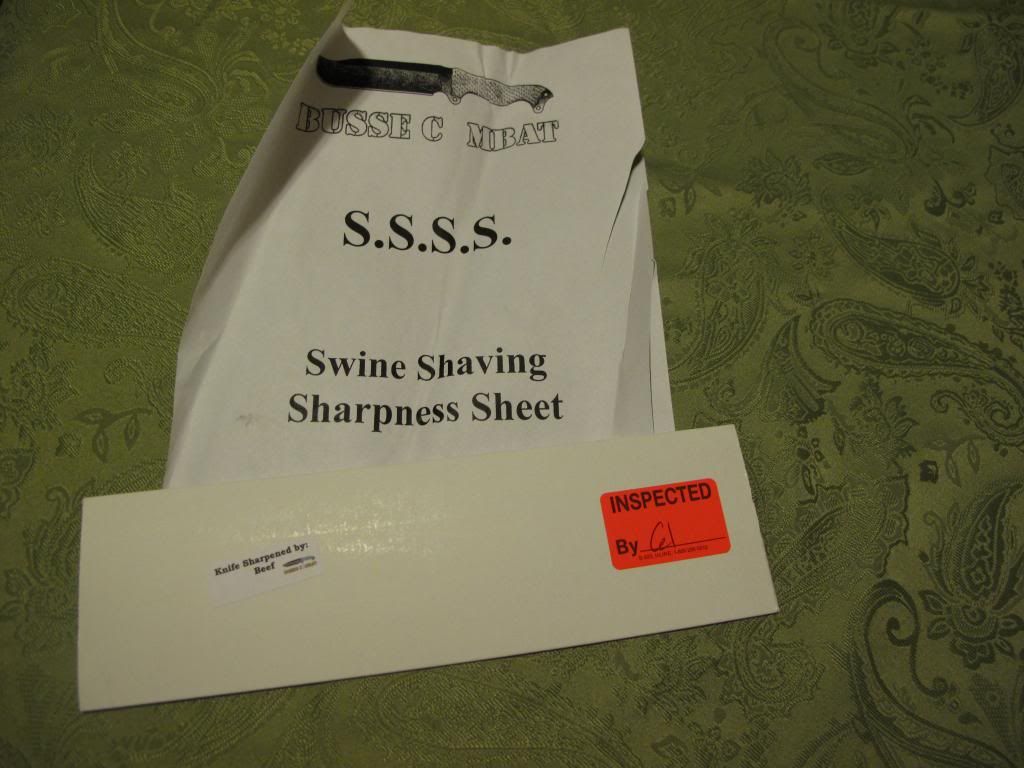 BUSSE C MBAT
S.S.S.S.
Swine Shaving
Sharpness Sheet
INSPECTED
By
Knife Sharpened by:
Beef